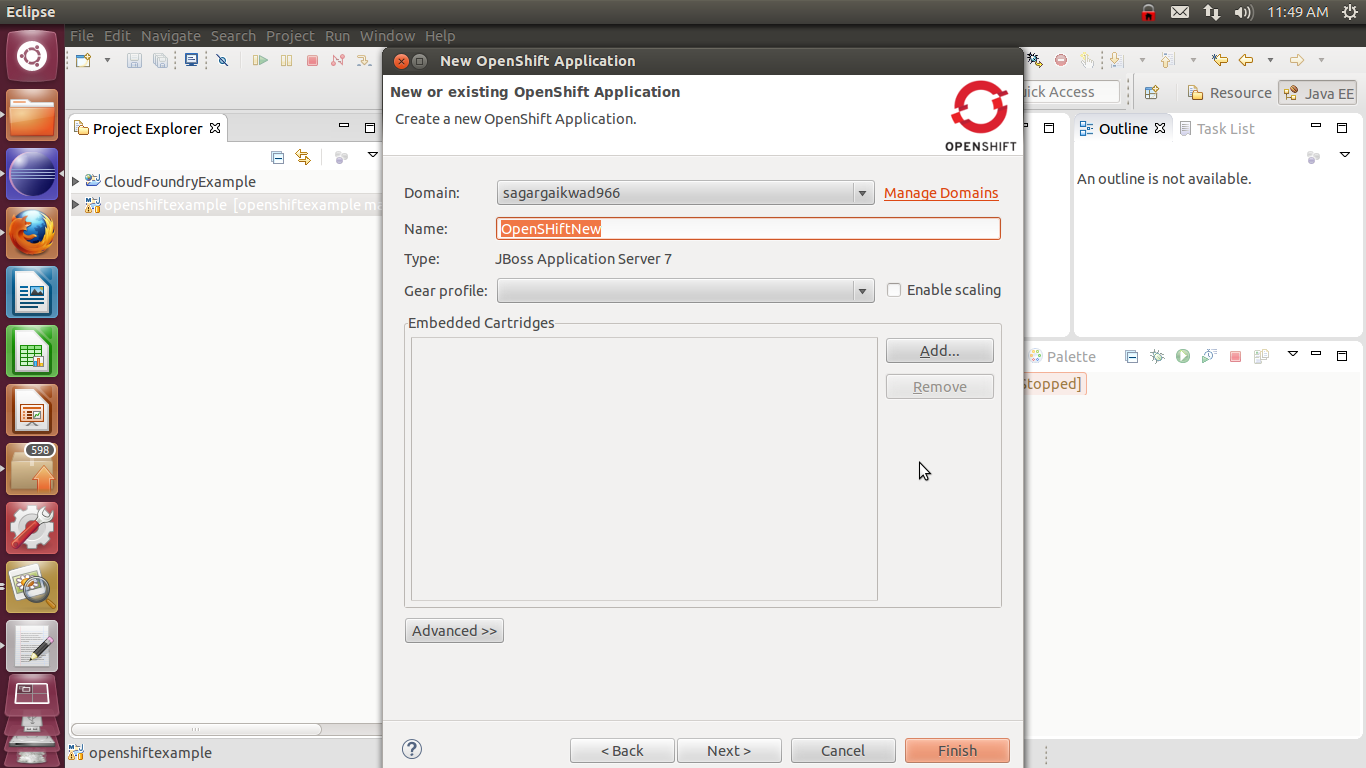 Eclipse
11:49 AM
File Edit Navigate Search Project Run Window Help
New OpenShift Application
New or existing OpenShift Application
Create a new OpenShift Application.
OPENSHIFT
Access
Resource
Java EE
Project Explorer
Outline
Task List
CloudFoundryExample
openshiftexample [openshiftexample
An outline is not available.
Domain:
sagargaikwad966
Manage Domains
Name:
OpenSHiftNew
Type:
JBoss Application Server 7
Gear profile:
Enable scaling
Embedded Cartridges
Add...
Remove
Palette
598
Advanced >>
openshiftexample
< Back
Next >
Cancel
Finish